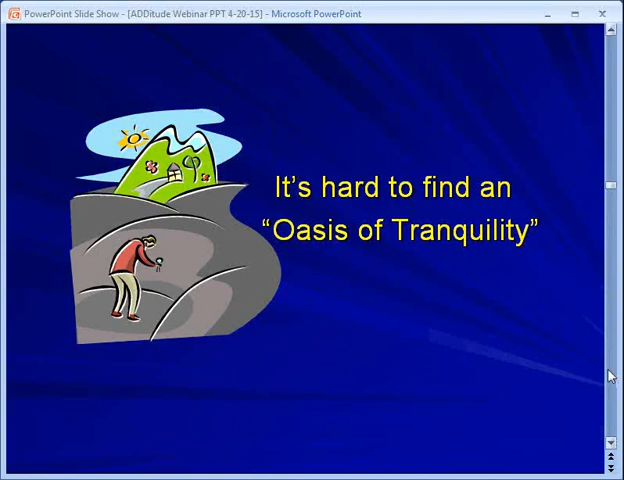 PowerPoint Slide Show - [ADDitude Webinar PPT 4-20-15] - Microsoft PowerPoint
It's hard to find an
“Oasis of Tranquility”